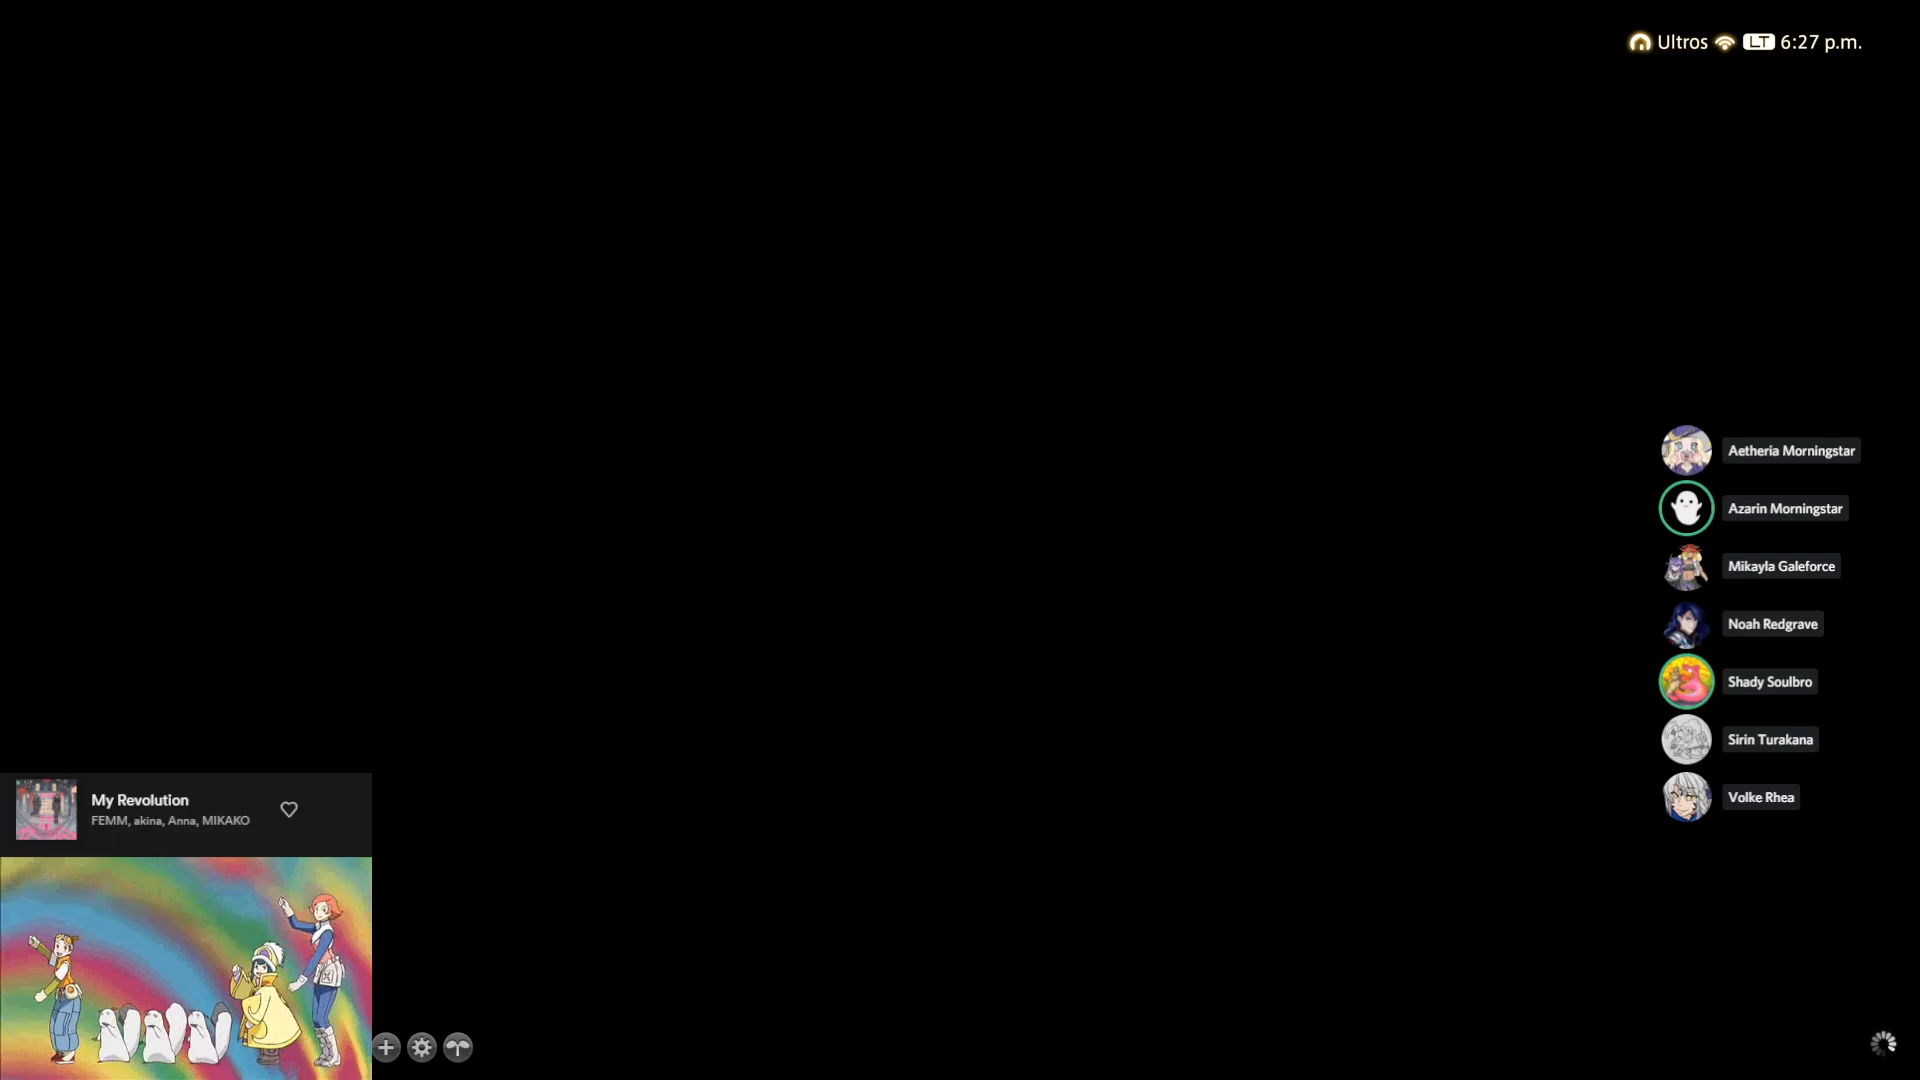 Ultros LT 6:27 p.m.
Aetheria Morningstar
Azarin Morningstar
Mikayla Galeforce
Noah Redgrave
Shady Soulbro
Sirin Turakana
Volke Rhea
My Revolution
FEMM, akina, Anna, MIKAKO